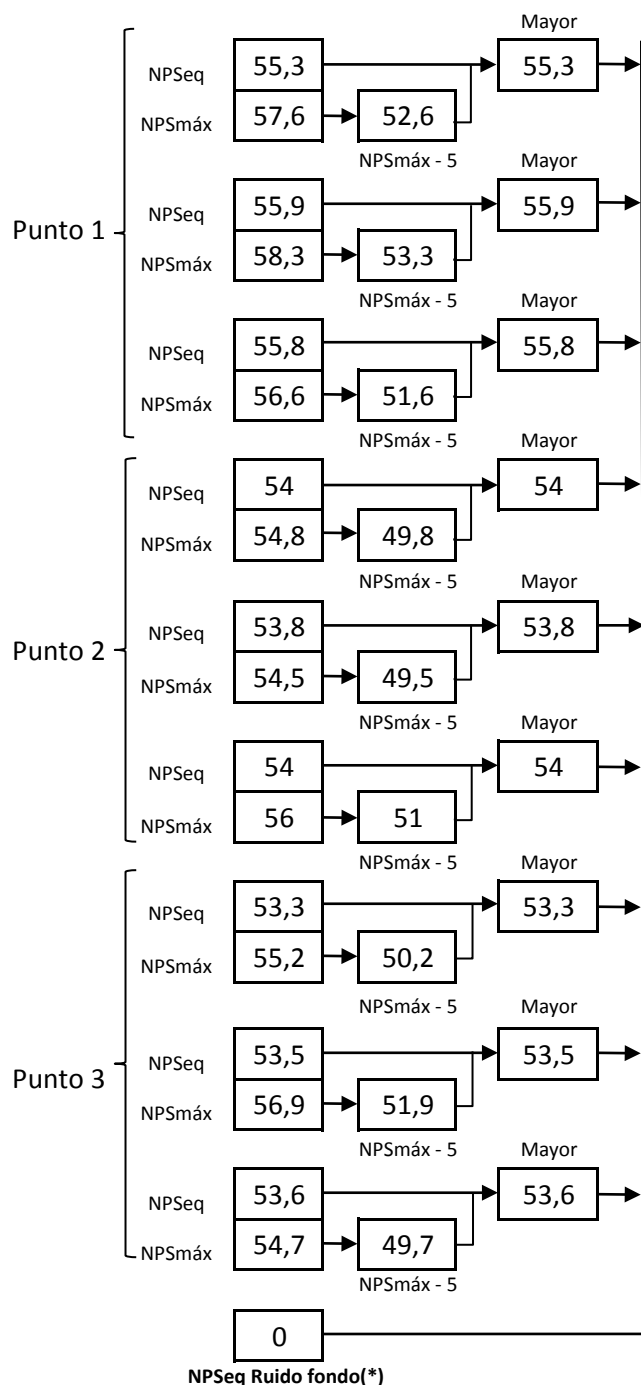 Mayor
NPSeq 55,3 55,3
NPSmáx 57,6 52,6
NPSmáx - 5
Mayor
Punto 1
NPSeq 55,9 55,9
NPSmáx 58,3 53,3
NPSmáx - 5
Mayor
NPSeq 55,8 55,8
NPSmáx 56,6 51,6
NPSmáx - 5
Mayor
NPSeq 54 54
NPSmáx 54,8 49,8
NPSmáx - 5
Mayor
Punto 2
NPSeq 53,8 53,8
NPSmáx 54,5 49,5
NPSmáx - 5
Mayor
NPSeq 54 54
NPSmáx 56 51
NPSmáx - 5
Mayor
NPSeq 53,3 53,3
NPSmáx 55,2 50,2
NPSmáx - 5
Mayor
Punto 3
NPSeq 53,5 53,5
NPSmáx 56,9 51,9
NPSmáx - 5
Mayor
NPSeq 53,6 53,6
NPSmáx 54,7 49,7
NPSmáx - 5
0
NPSeq Ruido fondo(*)